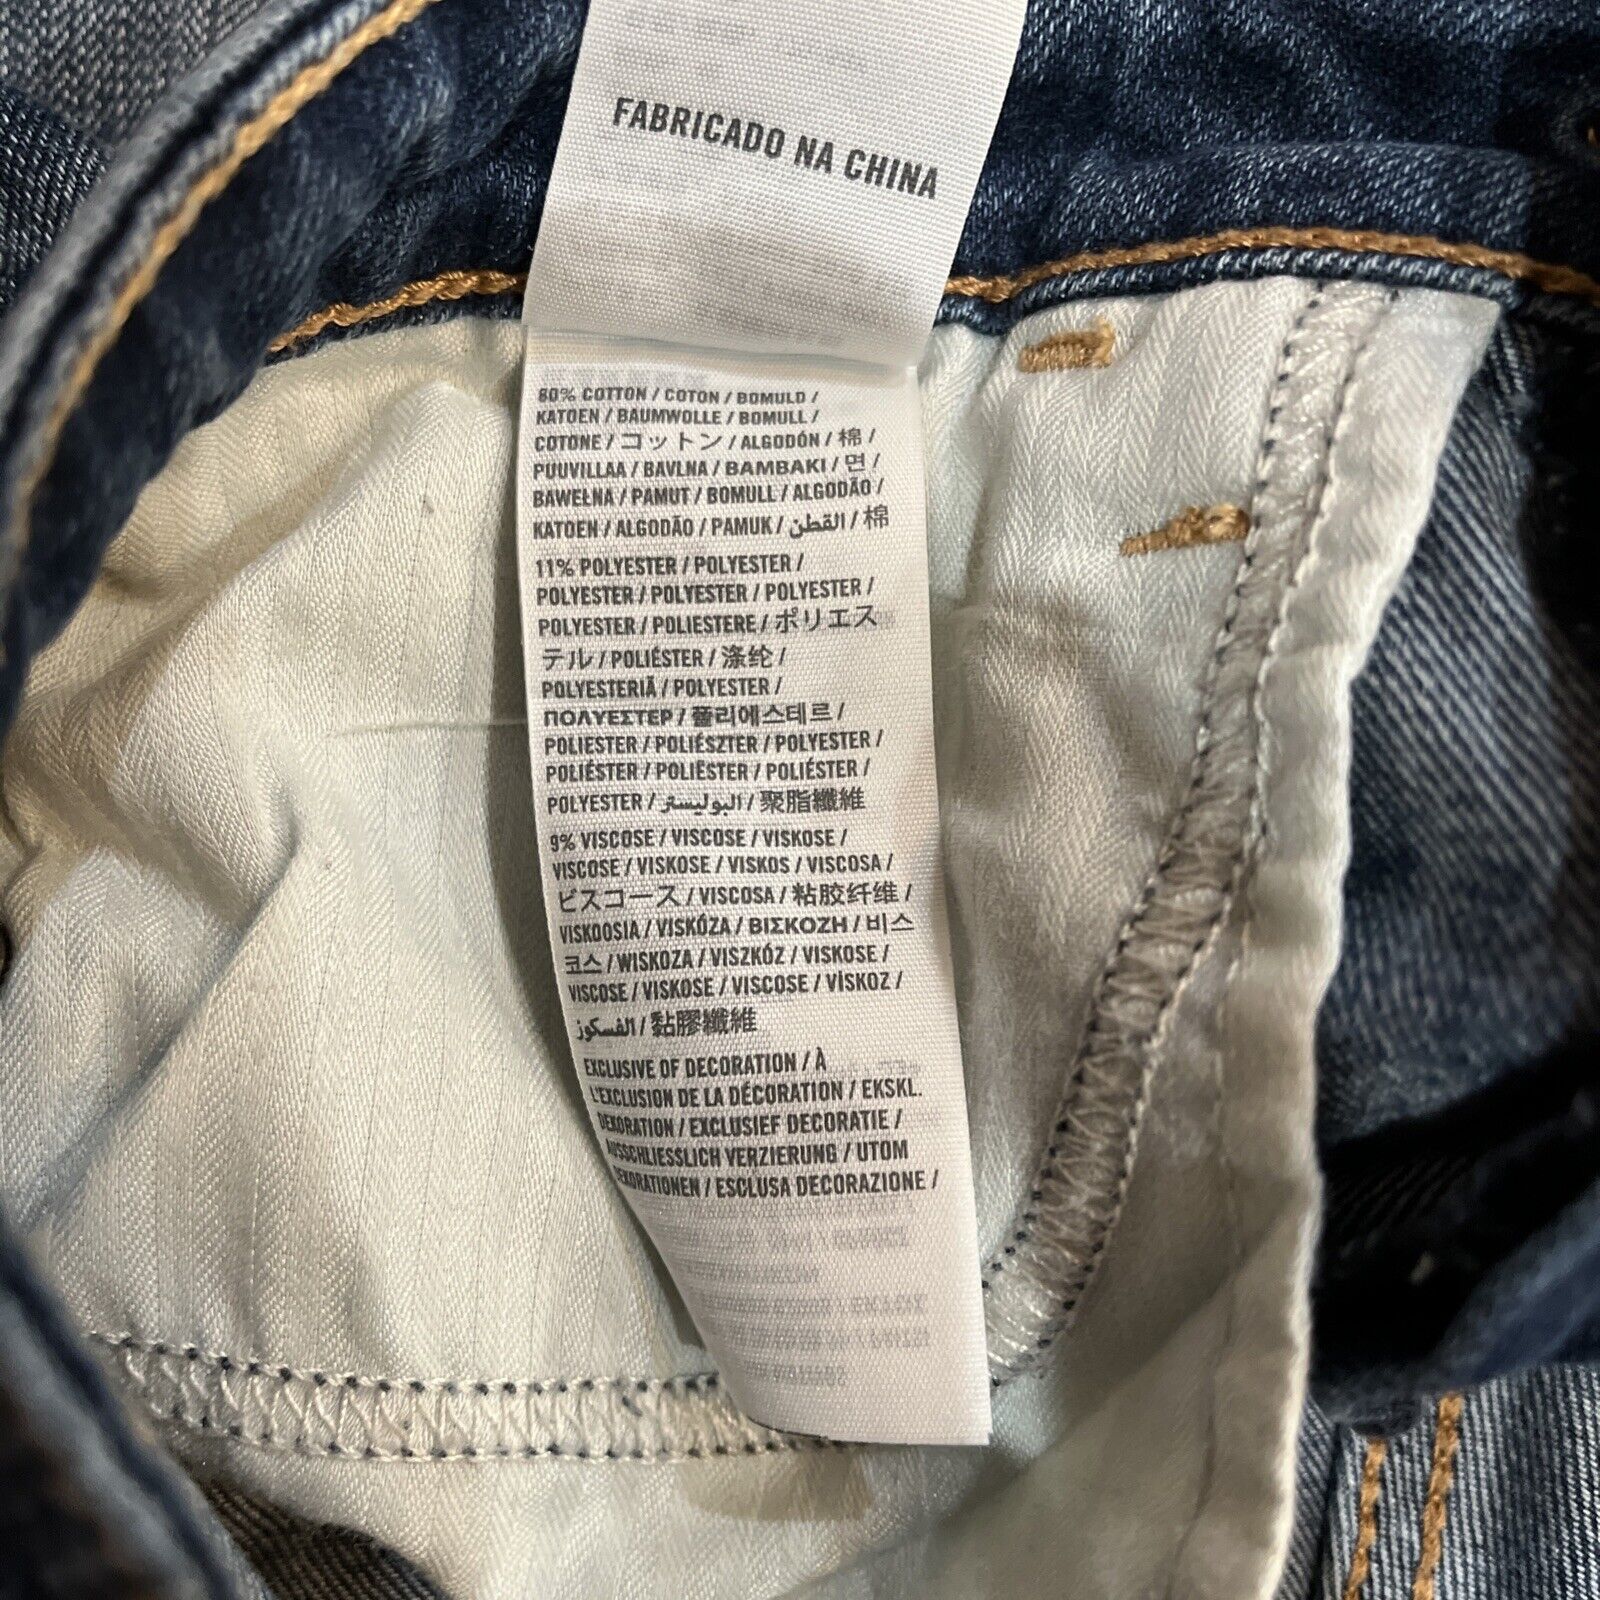 FABRICADO NA CHINA
80% COTTON / COTON / BOMULD /
KATOEN / BAUMWOLLE / BOMULL /
COTONE / コットン / ALGODÓN / 棉 /
PUUVILLAA / BAVLNA / BAMBAKI / 면 /
BAWEŁNA / PAMUT / BOMULL / ALGODÃO /
KATOEN / ALGODÃO / PAMUK / القطن / 棉
11% POLYESTER / POLYESTER /
POLYESTER / POLYESTER / POLYESTER /
POLYESTER / POLIESTERE / ポリエス
テル / POLIÉSTER / 涤纶 /
POLYESTERIÄ / POLYESTER /
ΠΟΛΥΕΣΤΕΡ / 폴리에스테르 /
POLIESTER / POLIÉSZTER / POLYESTER /
POLIÉSTER / POLIËSTER / POLIÉSTER /
POLYESTER / البوليستر / 聚脂纖維
9% VISCOSE / VISCOSE / VISKOSE /
VISCOSE / VISKOSE / VISKOS / VISCOSA /
ビスコース / VISCOSA / 粘胶纤维 /
VISKOOSIA / VISKÓZA / ΒΙΣΚΟΖΗ / 비스
코스 / WISKOZA / VISZKÓZ / VISKOSE /
VISCOSE / VISKOSE / VISCOSE / VİSKOZ /
الفسكوز / 黏膠纖維
EXCLUSIVE OF DECORATION / À
L'EXCLUSION DE LA DÉCORATION / EKSKL.
DEKORATION / EXCLUSIEF DECORATIE /
AUSSCHLIESSLICH VERZIERUNG / UTOM
DEKORATIONEN / ESCLUSA DECORAZIONE /